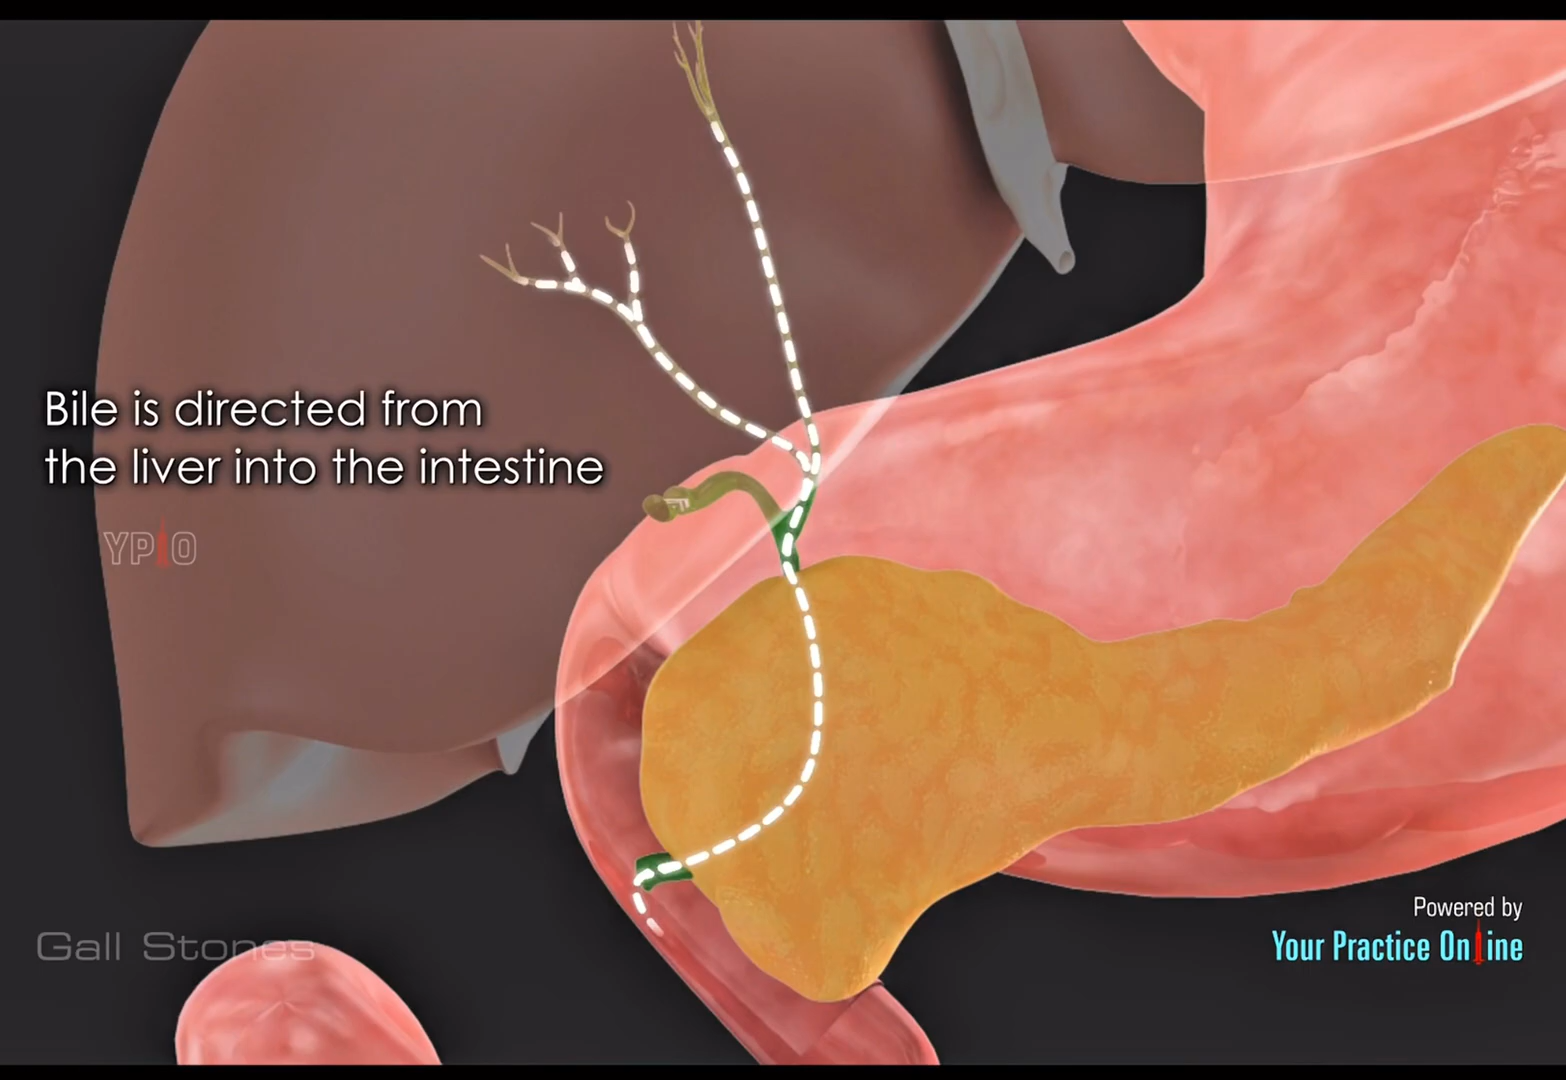 Bile is directed from
the liver into the intestine
YPO
Gall Stones
Powered by
Your Practice Online